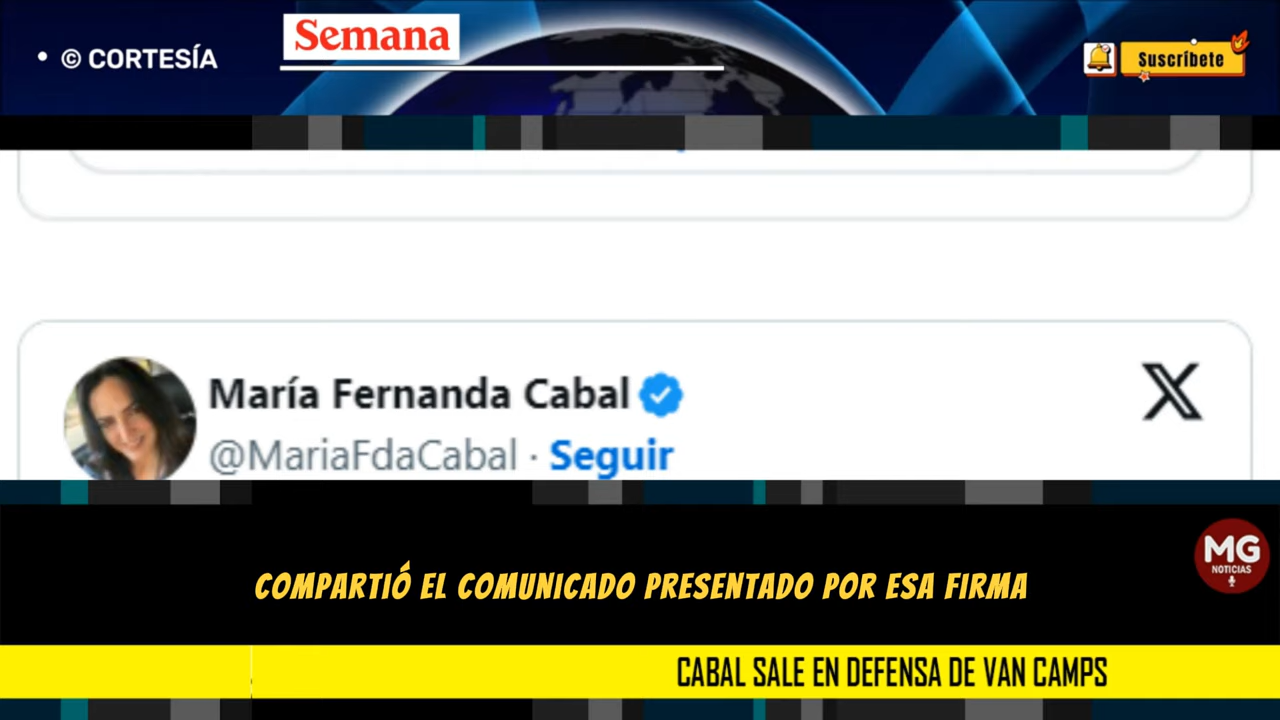 • © CORTESÍA
Semana
Suscríbete
María Fernanda Cabal
@MariaFdaCabal · Seguir
COMPARTIÓ EL COMUNICADO PRESENTADO POR ESA FIRMA
MG
NOTICIAS
CABAL SALE EN DEFENSA DE VAN CAMPS